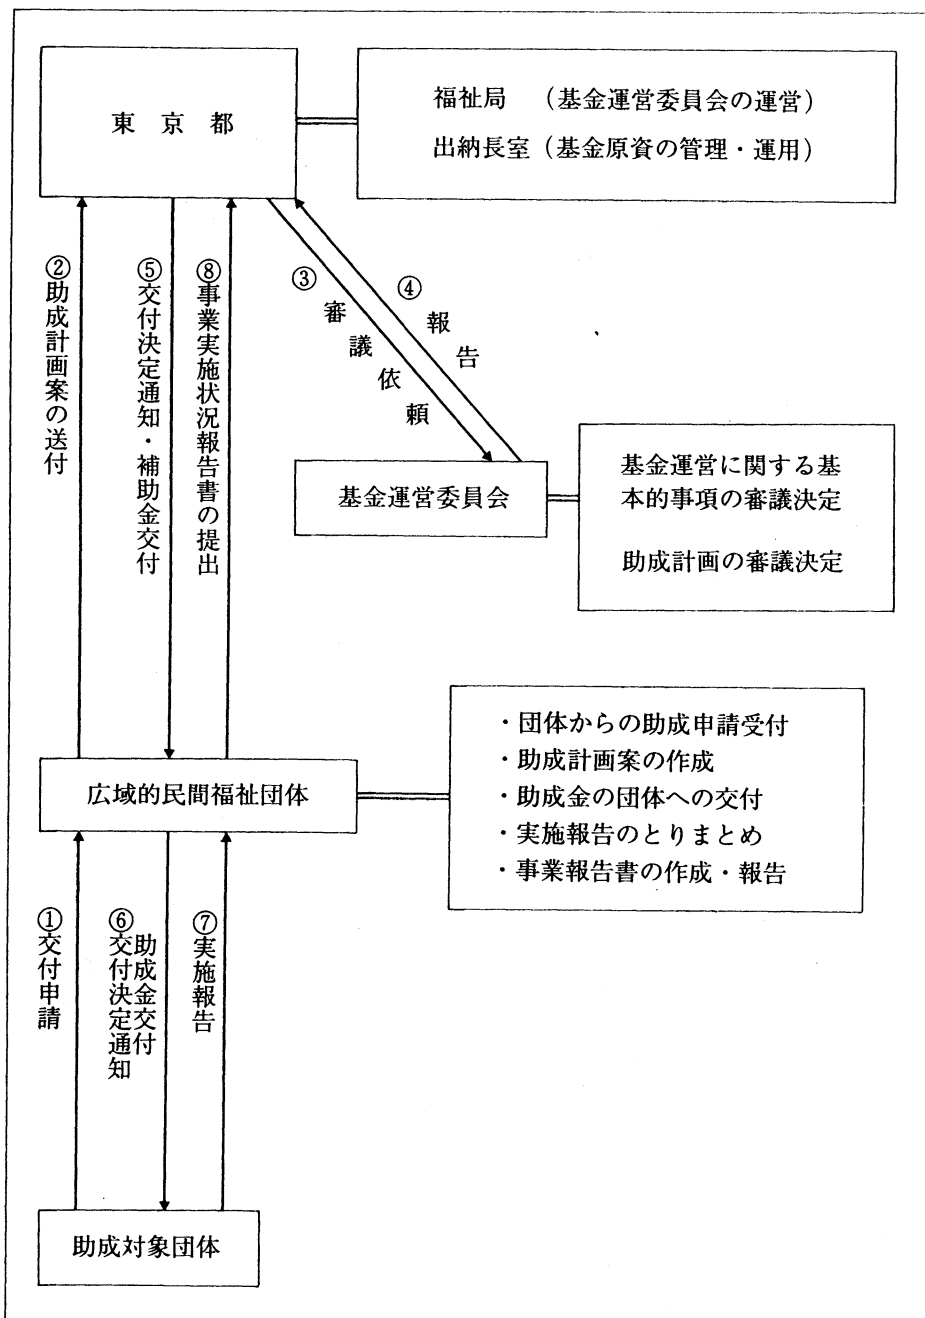 東京都
福祉局 (基金運営委員会の運営)
出納長室(基金原資の管理・運用)
②助成計画案の送付
⑤交付決定通知・補助金交付
⑧事業実施状況報告書の提出
③審議依頼
④報告
基金運営委員会
基金運営に関する基
本的事項の審議決定
助成計画の審議決定
広域的民間福祉団体
・団体からの助成申請受付
・助成計画案の作成
・助成金の団体への交付
・実施報告のとりまとめ
・事業報告書の作成・報告
①交付申請
⑥交付決定通知
助成金交付
⑦実施報告
助成対象団体